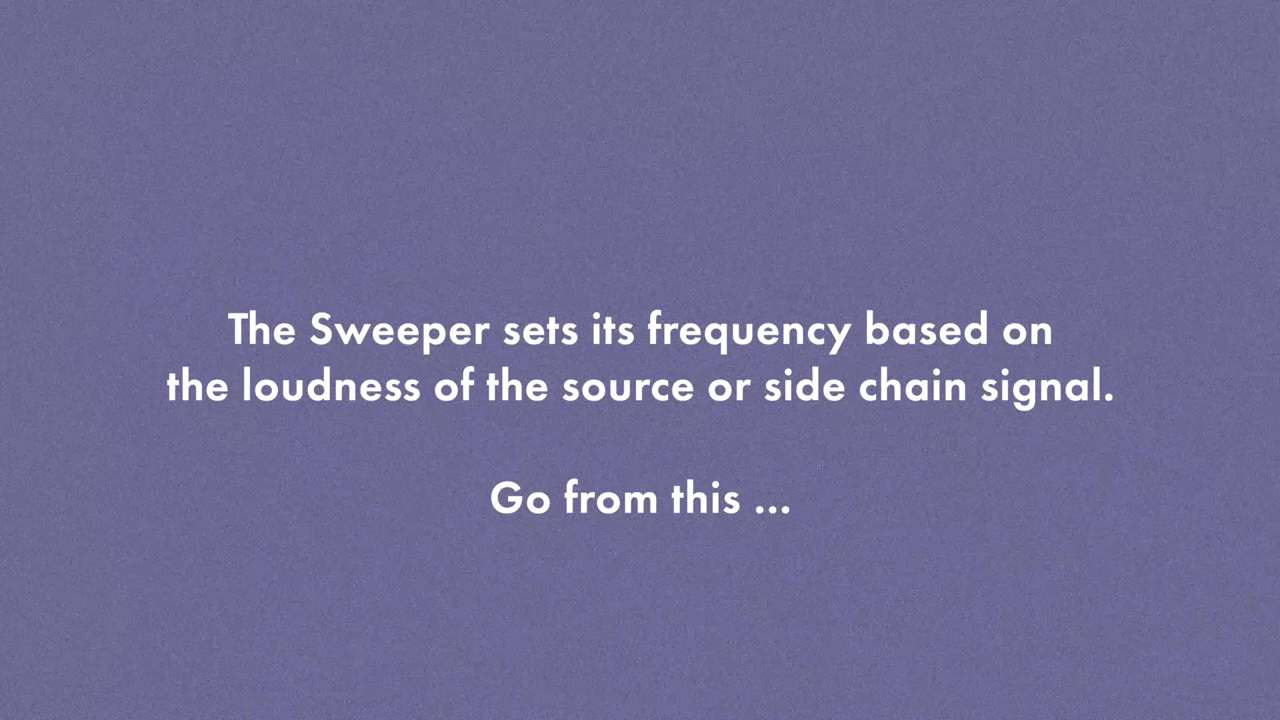 The Sweeper sets its frequency based on
the loudness of the source or side chain signal.
Go from this ...